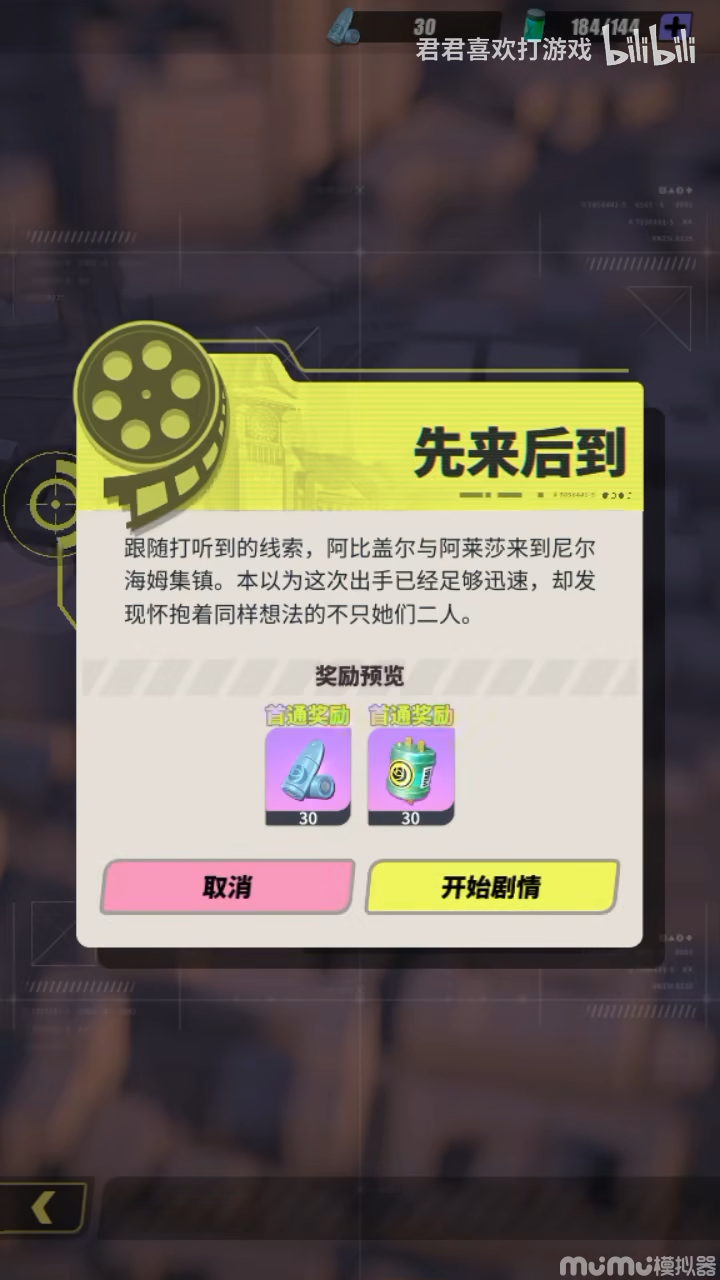 30
184/144
君君喜欢打游戏 bilibili
先来后到
跟随打听到的线索，阿比盖尔与阿莱莎来到尼尔
海姆集镇。本以为这次出手已经足够迅速，却发
现怀抱着同样想法的不只她们二人。
奖励预览
首通奖励 首通奖励
30 30
取消 开始剧情
MUMU模拟器